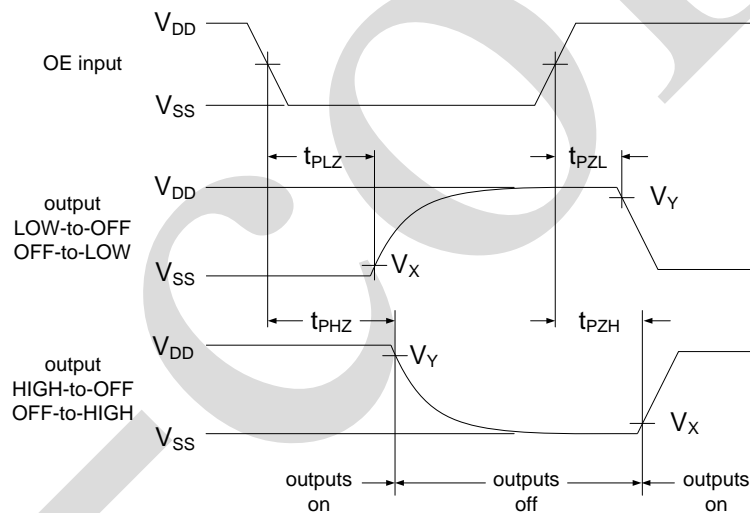 V_DD
OE input
V_SS
t_PLZ
t_PZL
output
LOW-to-OFF
OFF-to-LOW
V_DD
V_Y
V_SS
V_X
t_PHZ
t_PZH
output
HIGH-to-OFF
OFF-to-HIGH
V_DD
V_Y
V_SS
V_X
outputs
on
outputs
off
outputs
on